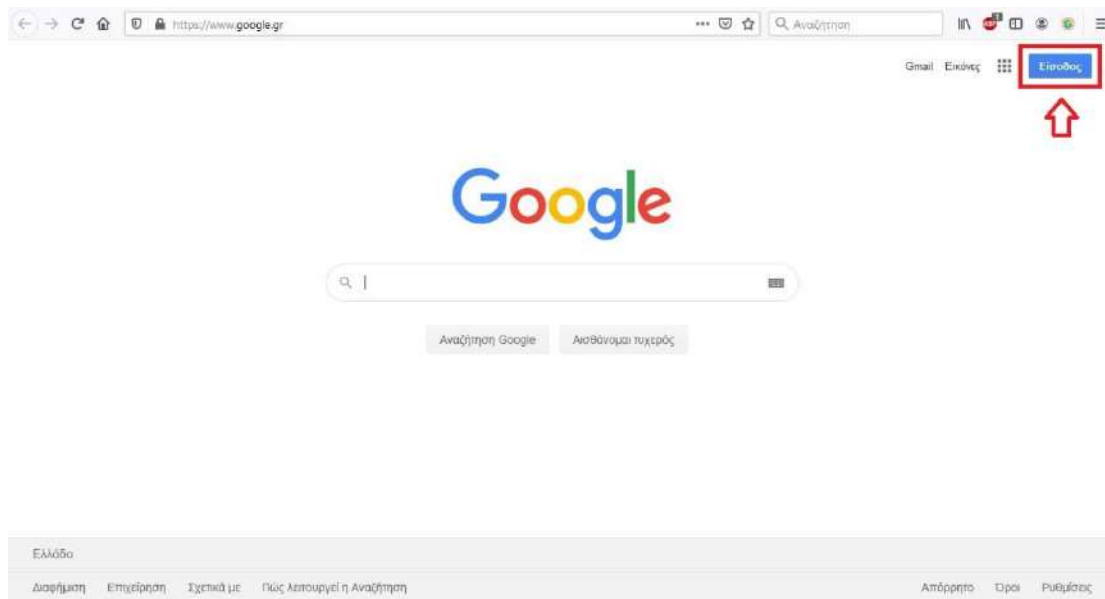 https://www.google.gr Αναζήτηση
Gmail Εικόνες Είσοδος
Google
Αναζήτηση Google Αισθάνομαι τυχερός
Ελλάδα
Διαφήμιση Επιχείρηση Σχετικά με Πώς λειτουργεί η Αναζήτηση Απόρρητο Όροι Ρυθμίσεις